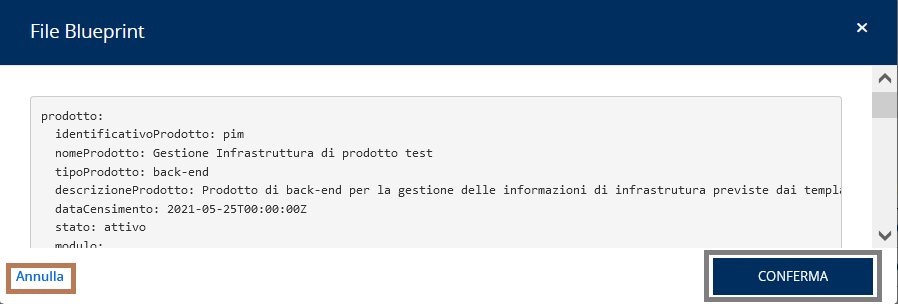 File Blueprint
prodotto:
identificativoProdotto: pim
nomeProdotto: Gestione Infrastruttura di prodotto test
tipoProdotto: back-end
descrizioneProdotto: Prodotto di back-end per la gestione delle informazioni di infrastrutura previste dai templa
dataCensimento: 2021-05-25T00:00:00Z
stato: attivo
modulo:
Annulla
CONFERMA